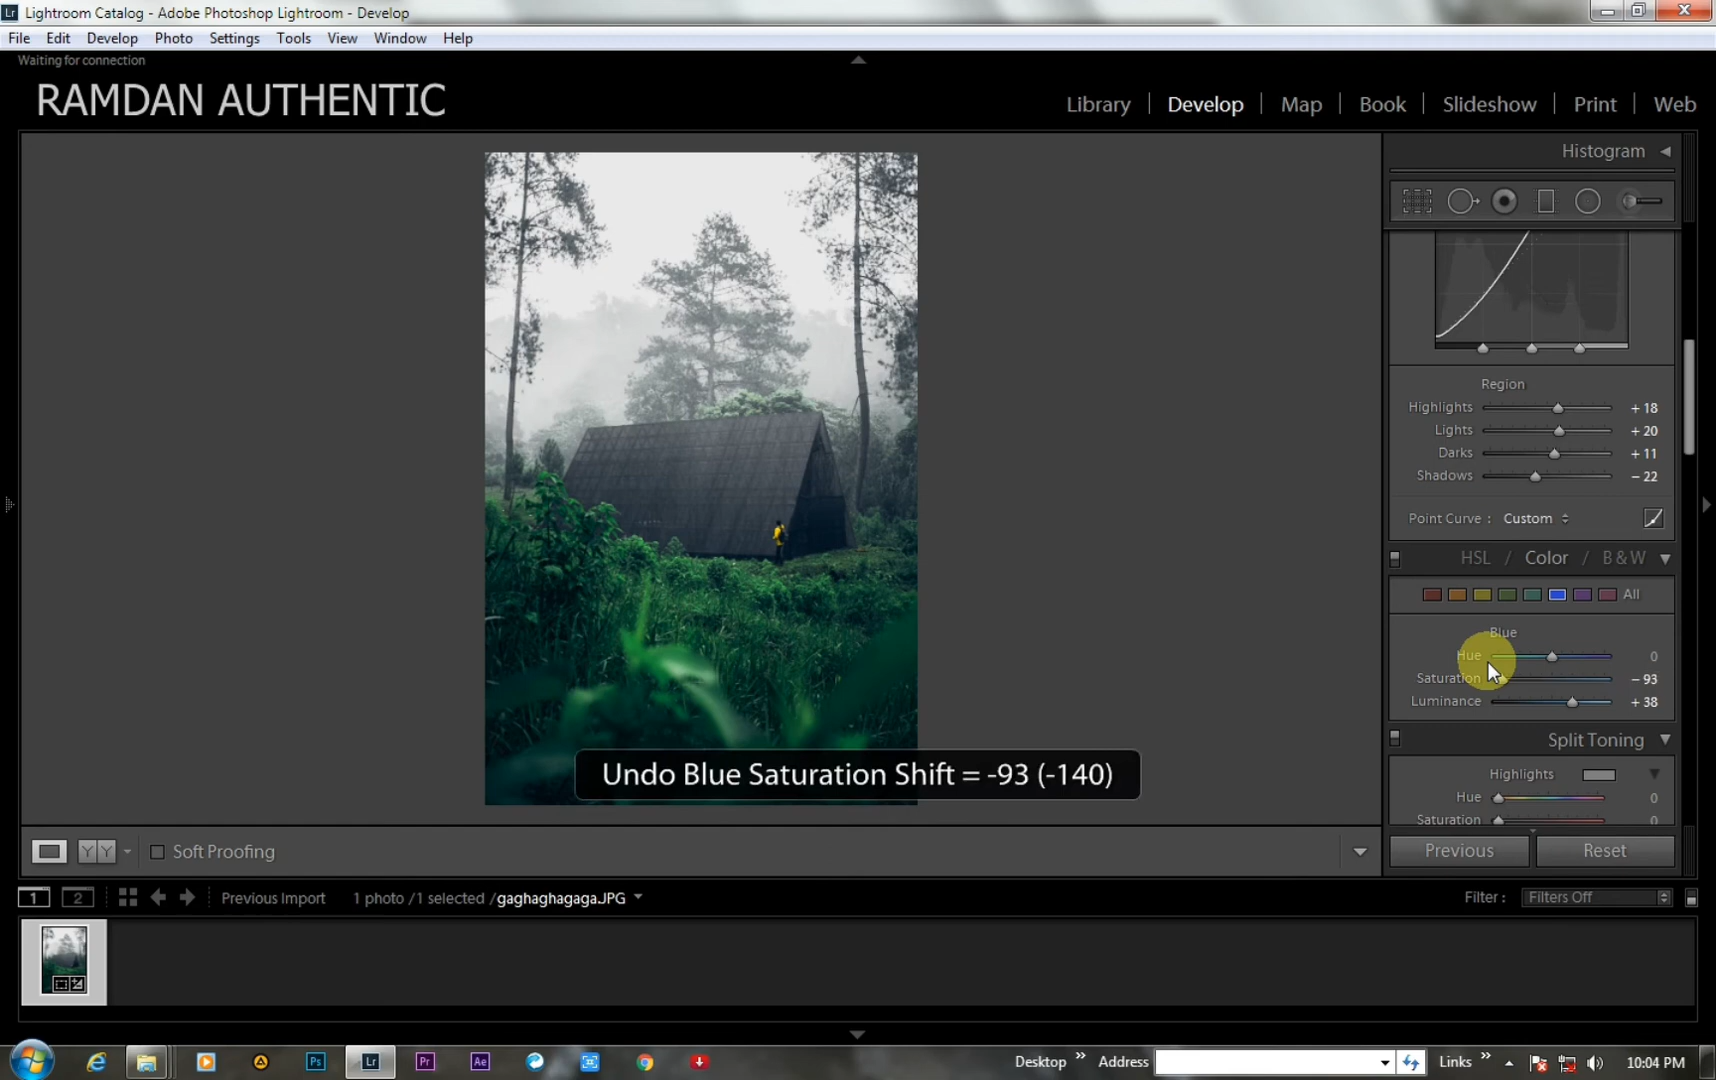 Lightroom Catalog - Adobe Photoshop Lightroom - Develop
File Edit Develop Photo Settings Tools View Window Help
Waiting for connection
RAMDAN AUTHENTIC
Library Develop Map Book Slideshow Print Web
Histogram
Region
Highlights +18
Lights +20
Darks +11
Shadows -22
Point Curve : Custom
HSL / Color / B&W
All
Blue
Hue 0
Saturation -93
Luminance +38
Undo Blue Saturation Shift = -93 (-140)
Split Toning
Highlights
Hue 0
Saturation 0
Previous Reset
Y Y Soft Proofing
1 2 Previous Import 1 photo /1 selected /gaghaghagaga.JPG Filter : Filters Off
Ps Lr Pr Ae Desktop » Address Links » 10:04 PM